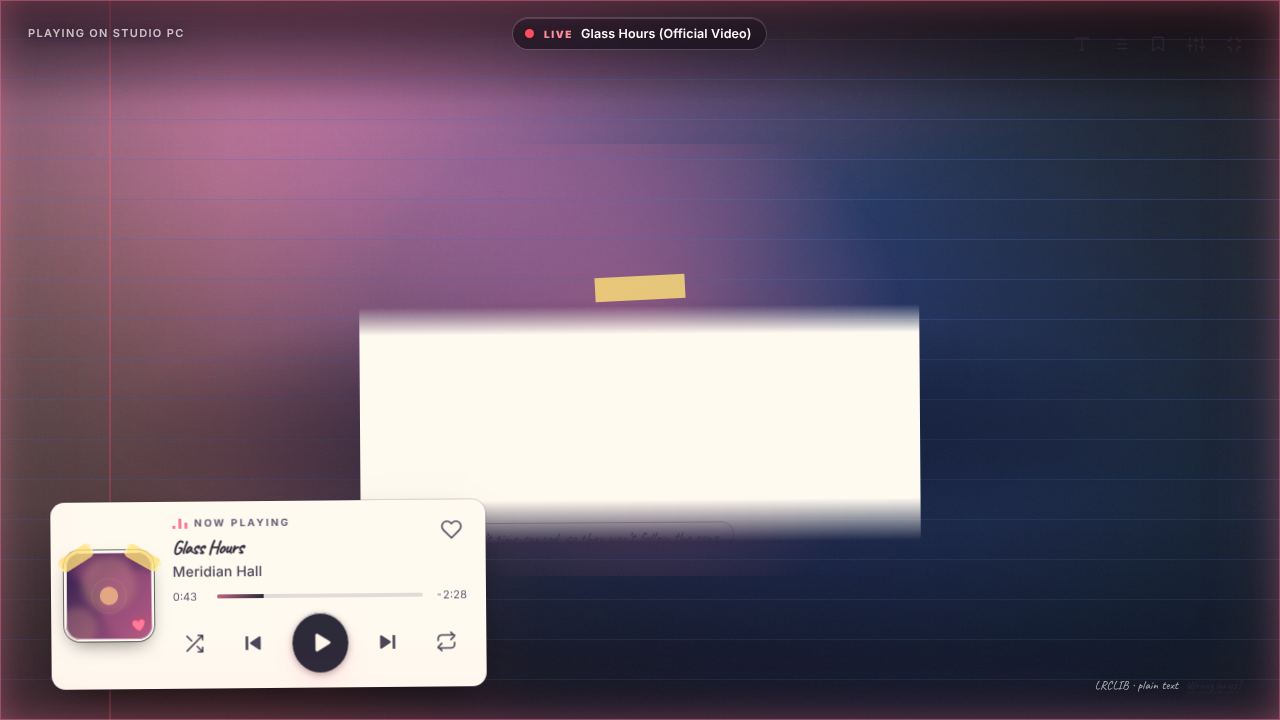 PLAYING ON STUDIO PC
LIVE Glass Hours (Official Video)
NOW PLAYING
Glass Hours
Meridian Hall
0:43
-2:28
LRCLIB · plain text